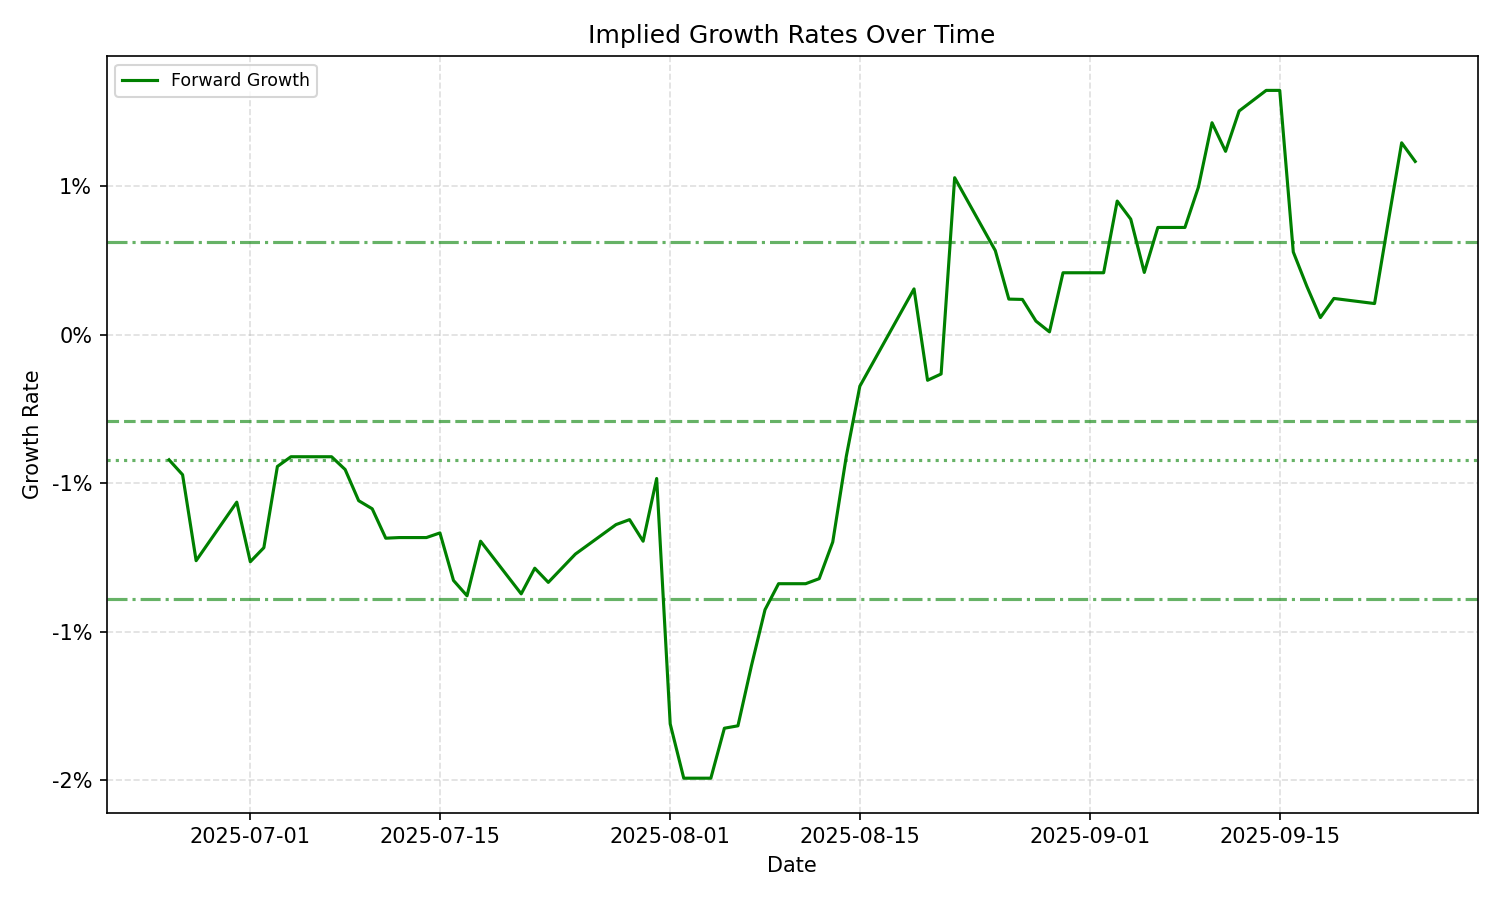 Implied Growth Rates Over Time
Forward Growth
1%
0%
-1%
-1%
-2%
Growth Rate
2025-07-01
2025-07-15
2025-08-01
2025-08-15
2025-09-01
2025-09-15
Date